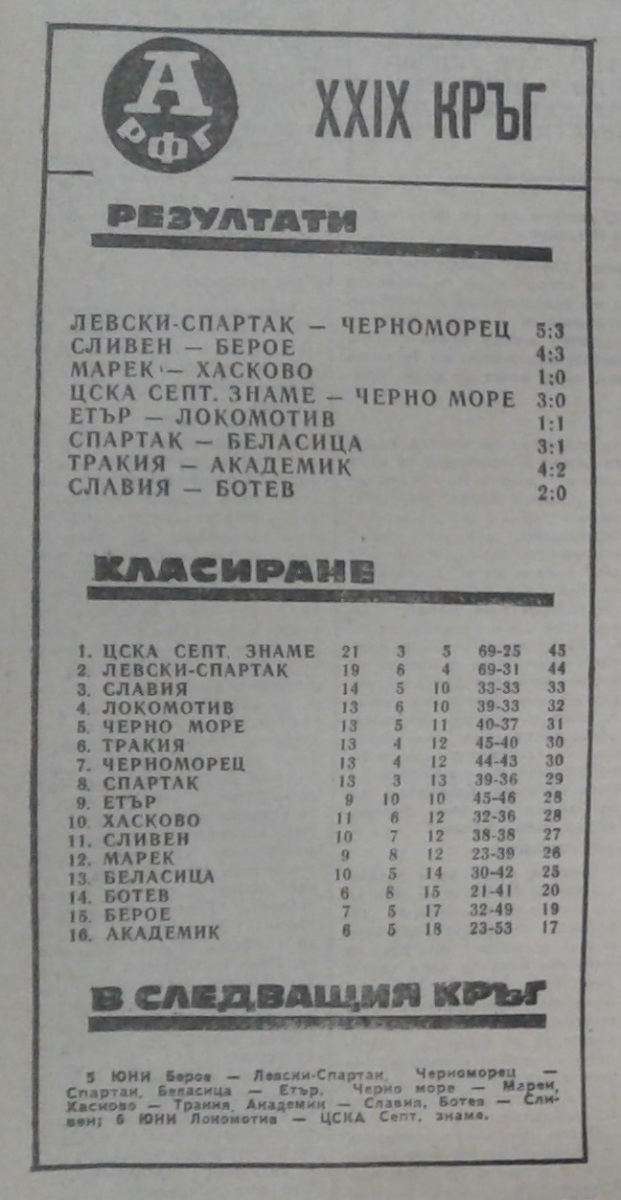 А
РФГ
XXIX КРЪГ
РЕЗУЛТАТИ
ЛЕВСКИ-СПАРТАК — ЧЕРНОМОРЕЦ 5:3
СЛИВЕН — БЕРОЕ 4:3
МАРЕК — ХАСКОВО 1:0
ЦСКА СЕПТ. ЗНАМЕ — ЧЕРНО МОРЕ 3:0
ЕТЪР — ЛОКОМОТИВ 1:1
СПАРТАК — БЕЛАСИЦА 3:1
ТРАКИЯ — АКАДЕМИК 4:2
СЛАВИЯ — БОТЕВ 2:0
КЛАСИРАНЕ
1. ЦСКА СЕПТ. ЗНАМЕ 21 3 5 69-25 45
2. ЛЕВСКИ-СПАРТАК 19 6 4 69-31 44
3. СЛАВИЯ 14 5 10 33-33 33
4. ЛОКОМОТИВ 13 6 10 39-33 32
5. ЧЕРНО МОРЕ 13 5 11 40-37 31
6. ТРАКИЯ 13 4 12 45-40 30
7. ЧЕРНОМОРЕЦ 13 4 12 44-43 30
8. СПАРТАК 13 3 13 39-36 29
9. ЕТЪР 9 10 10 45-46 28
10. ХАСКОВО 11 6 12 32-36 28
11. СЛИВЕН 10 7 12 38-38 27
12. МАРЕК 9 8 12 23-39 26
13. БЕЛАСИЦА 10 5 14 30-42 25
14. БОТЕВ 6 8 15 21-41 20
15. БЕРОЕ 7 5 17 32-49 19
16. АКАДЕМИК 6 5 18 23-53 17
В СЛЕДВАЩИЯ КРЪГ
5 ЮНИ Берое — Левски-Спартак, Черноморец —
Спартак, Беласица — Етър, Черно море — Марек,
Хасково — Тракия, Академик — Славия, Ботев — Сли-
вен; 6 ЮНИ Локомотив — ЦСКА Септ. знаме.